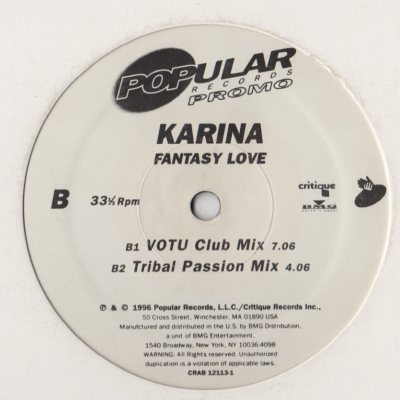 POPULAR
RECORDS
PROMO
KARINA
FANTASY LOVE
B 33⅓ Rpm
critique
BMG
B1 VOTU Club Mix 7.06
B2 Tribal Passion Mix 4.06
℗ & © 1996 Popular Records, L.L.C./Critique Records Inc.,
50 Cross Street, Winchester, MA 01890 USA
Manufctured and distributed in the U.S. by BMG Distribution,
a unit of BMG Entertainment,
1540 Broadway, New York, NY 10036-4098
WARNING: All rights reserved. Unauthorized
duplication is a violation of applicable laws.
CRAB 12113-1